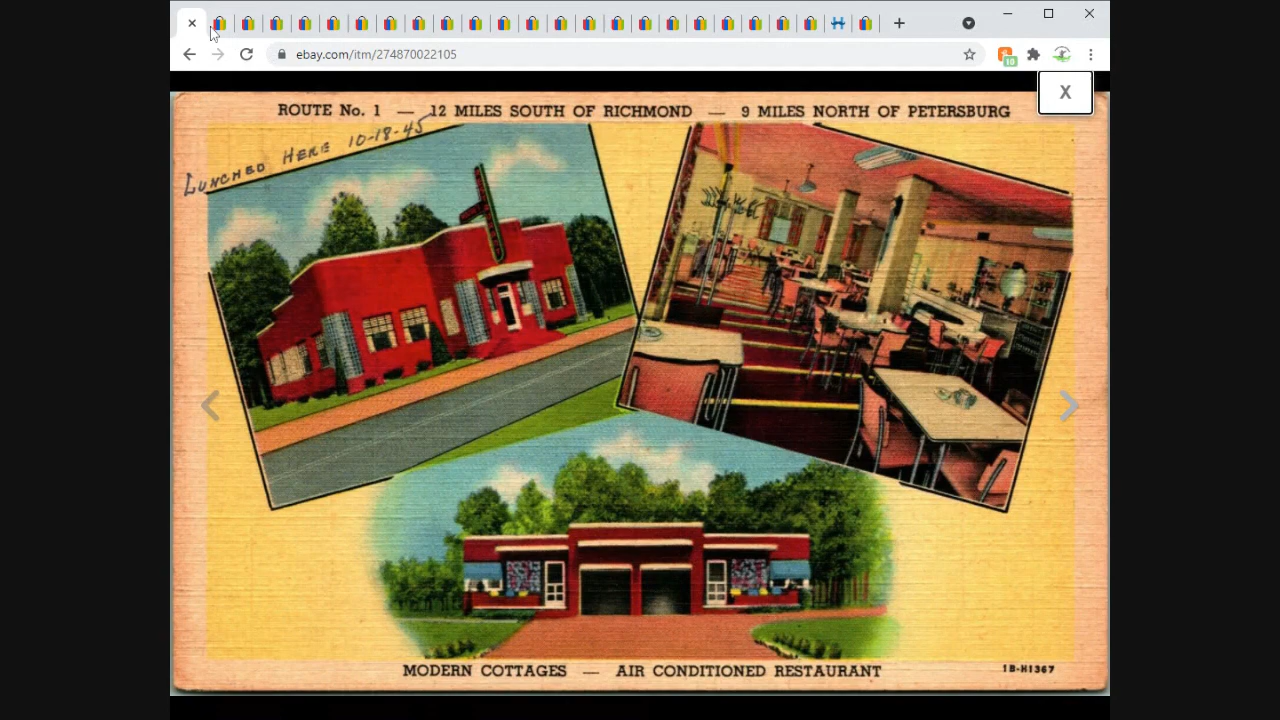 ebay.com/itm/274870022105
10
X
ROUTE No. 1 — 12 MILES SOUTH OF RICHMOND — 9 MILES NORTH OF PETERSBURG
LUNCHED HERE 10-18-45
MODERN COTTAGES — AIR CONDITIONED RESTAURANT
1B-H1367